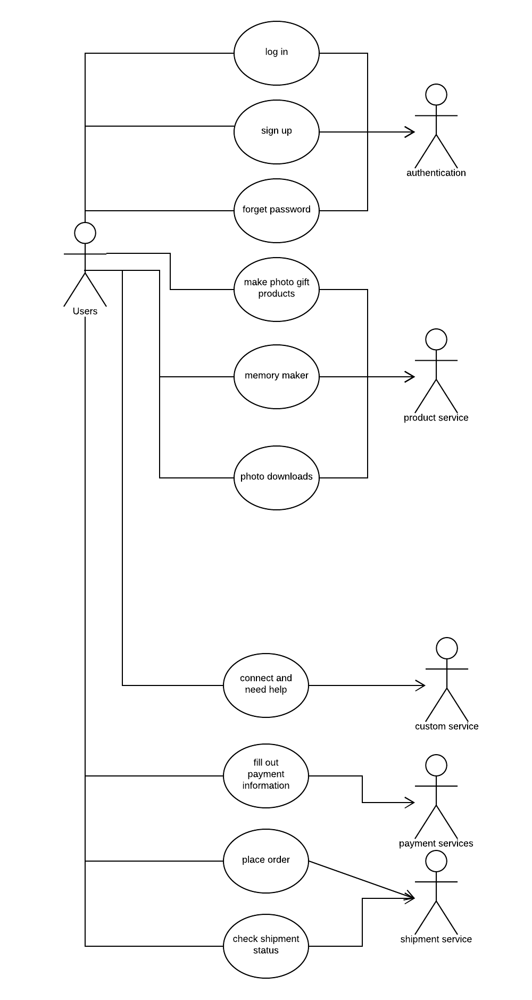 log in
sign up
authentication
forget password
make photo gift
products
Users
memory maker
product service
photo downloads
connect and
need help
custom service
fill out
payment
information
payment services
place order
check shipment
status
shipment service